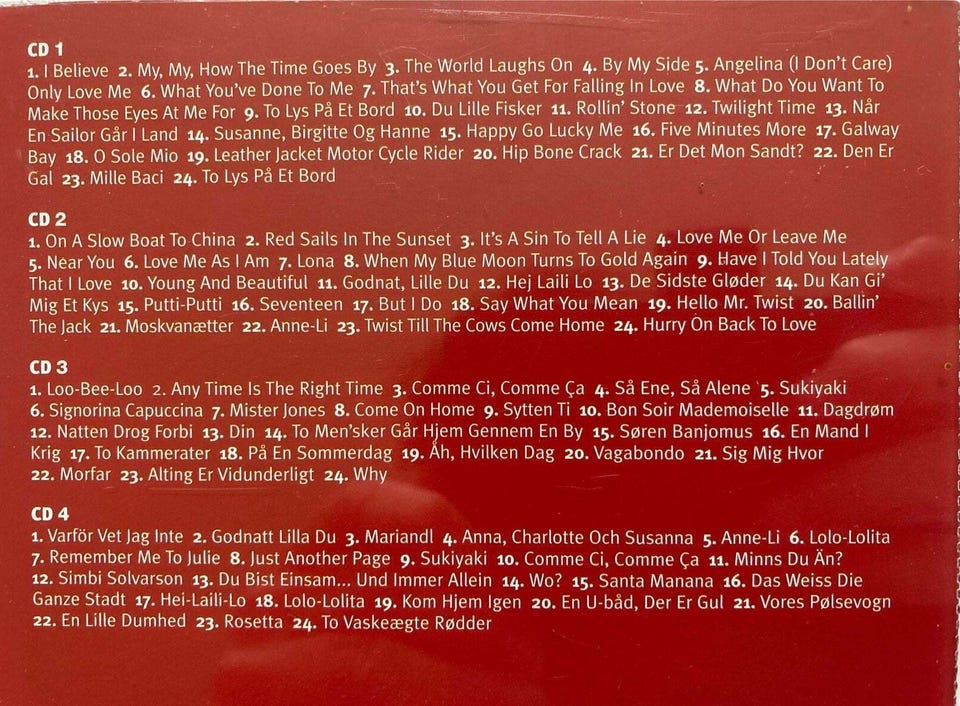 CD 1
1. I Believe 2. My, My, How The Time Goes By 3. The World Laughs On 4. By My Side 5. Angelina (I Don't Care)
Only Love Me 6. What You've Done To Me 7. That's What You Get For Falling In Love 8. What Do You Want To
Make Those Eyes At Me For 9. To Lys På Et Bord 10. Du Lille Fisker 11. Rollin' Stone 12. Twilight Time 13. Når
En Sailor Går I Land 14. Susanne, Birgitte Og Hanne 15. Happy Go Lucky Me 16. Five Minutes More 17. Galway
Bay 18. O Sole Mio 19. Leather Jacket Motor Cycle Rider 20. Hip Bone Crack 21. Er Det Mon Sandt? 22. Den Er
Gal 23. Mille Baci 24. To Lys På Et Bord
CD 2
1. On A Slow Boat To China 2. Red Sails In The Sunset 3. It's A Sin To Tell A Lie 4. Love Me Or Leave Me
5. Near You 6. Love Me As I Am 7. Lona 8. When My Blue Moon Turns To Gold Again 9. Have I Told You Lately
That I Love 10. Young And Beautiful 11. Godnat, Lille Du 12. Hej Laili Lo 13. De Sidste Gløder 14. Du Kan Gi'
Mig Et Kys 15. Putti-Putti 16. Seventeen 17. But I Do 18. Say What You Mean 19. Hello Mr. Twist 20. Ballin'
The Jack 21. Moskvanætter 22. Anne-Li 23. Twist Till The Cows Come Home 24. Hurry On Back To Love
CD 3
1. Loo-Bee-Loo 2. Any Time Is The Right Time 3. Comme Ci, Comme Ça 4. Så Ene, Så Alene 5. Sukiyaki
6. Signorina Capuccina 7. Mister Jones 8. Come On Home 9. Sytten Ti 10. Bon Soir Mademoiselle 11. Dagdrøm
12. Natten Drog Forbi 13. Din 14. To Men'sker Går Hjem Gennem En By 15. Søren Banjomus 16. En Mand I
Krig 17. To Kammerater 18. På En Sommerdag 19. Åh, Hvilken Dag 20. Vagabondo 21. Sig Mig Hvor
22. Morfar 23. Alting Er Vidunderligt 24. Why
CD 4
1. Varför Vet Jag Inte 2. Godnatt Lilla Du 3. Mariandl 4. Anna, Charlotte Och Susanna 5. Anne-Li 6. Lolo-Lolita
7. Remember Me To Julie 8. Just Another Page 9. Sukiyaki 10. Comme Ci, Comme Ça 11. Minns Du Än?
12. Simbi Solvarson 13. Du Bist Einsam... Und Immer Allein 14. Wo? 15. Santa Manana 16. Das Weiss Die
Ganze Stadt 17. Hei-Laili-Lo 18. Lolo-Lolita 19. Kom Hjem Igen 20. En U-båd, Der Er Gul 21. Vores Pølsevogn
22. En Lille Dumhed 23. Rosetta 24. To Vaskeægte Rødder